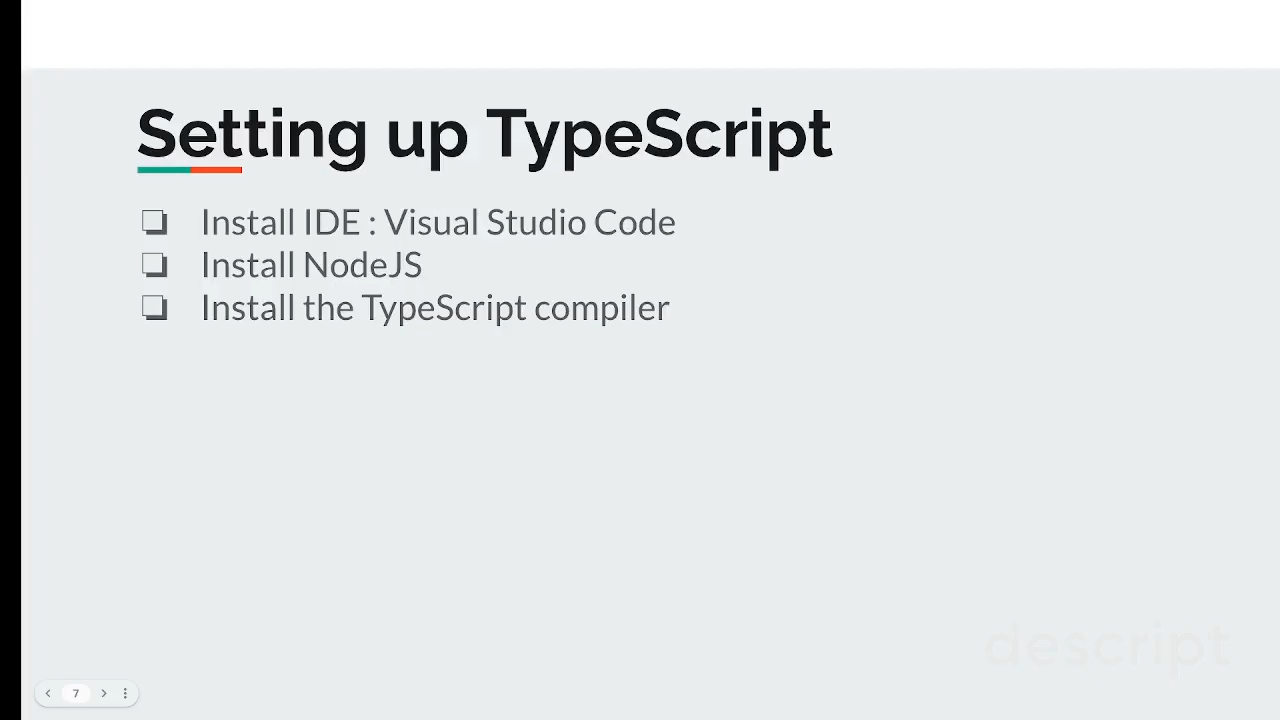 Setting up TypeScript
Install IDE : Visual Studio Code
Install NodeJS
Install the TypeScript compiler
descript
7